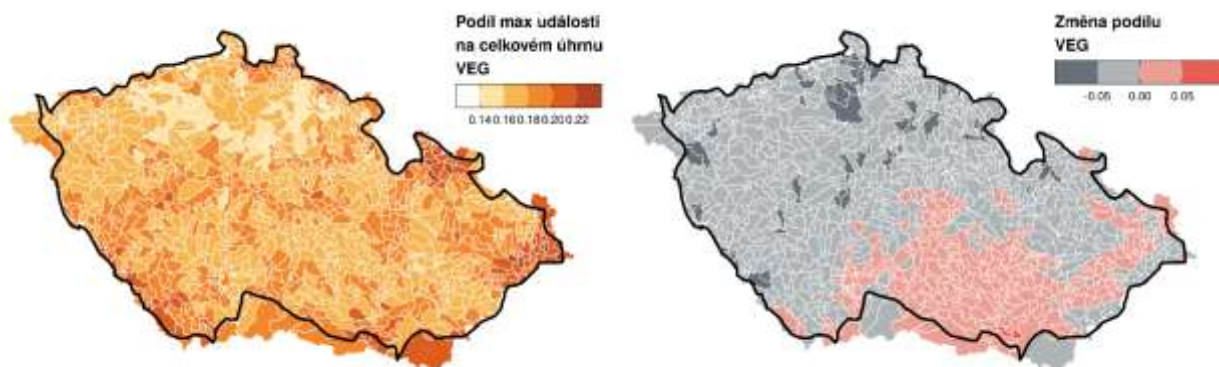 Podíl max událostí
na celkovém úhrnu
VEG
0.14 0.16 0.18 0.20 0.22
Změna podílu
VEG
-0.05 0.00 0.05